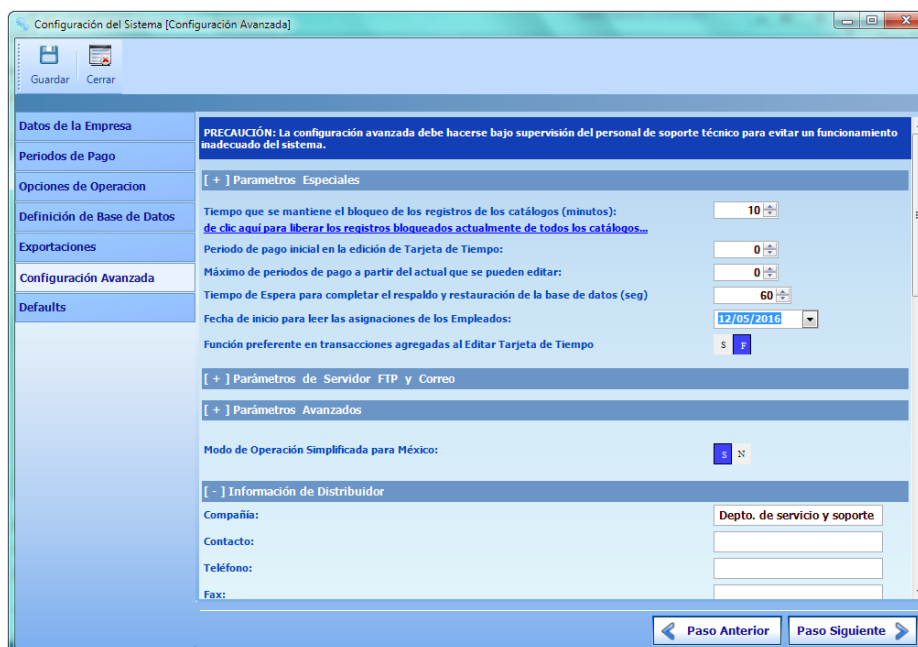 Configuración del Sistema [Configuración Avanzada]
Guardar Cerrar
Datos de la Empresa
Periodos de Pago
Opciones de Operacion
Definición de Base de Datos
Exportaciones
Configuración Avanzada
Defaults
PRECAUCIÓN: La configuración avanzada debe hacerse bajo supervisión del personal de soporte técnico para evitar un funcionamiento
inadecuado del sistema.
[ + ] Parametros Especiales
Tiempo que se mantiene el bloqueo de los registros de los catálogos (minutos): 10
de clic aquí para liberar los registros bloqueados actualmente de todos los catálogos...
Periodo de pago inicial en la edición de Tarjeta de Tiempo: 0
Máximo de periodos de pago a partir del actual que se pueden editar: 0
Tiempo de Espera para completar el respaldo y restauración de la base de datos (seg) 60
Fecha de inicio para leer las asignaciones de los Empleados: 12/05/2016
Función preferente en transacciones agregadas al Editar Tarjeta de Tiempo S F
[ + ] Parámetros de Servidor FTP y Correo
[ + ] Parámetros Avanzados
Modo de Operación Simplificada para México: S N
[ - ] Información de Distribuidor
Compañía: Depto. de servicio y soporte
Contacto:
Teléfono:
Fax:
Paso Anterior Paso Siguiente